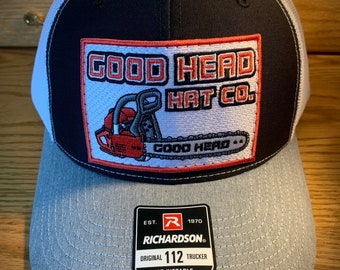 GOOD HEAD
HAT CO.
GOOD HEAD
EST. R 1970
RICHARDSON
ORIGINAL 112 TRUCKER